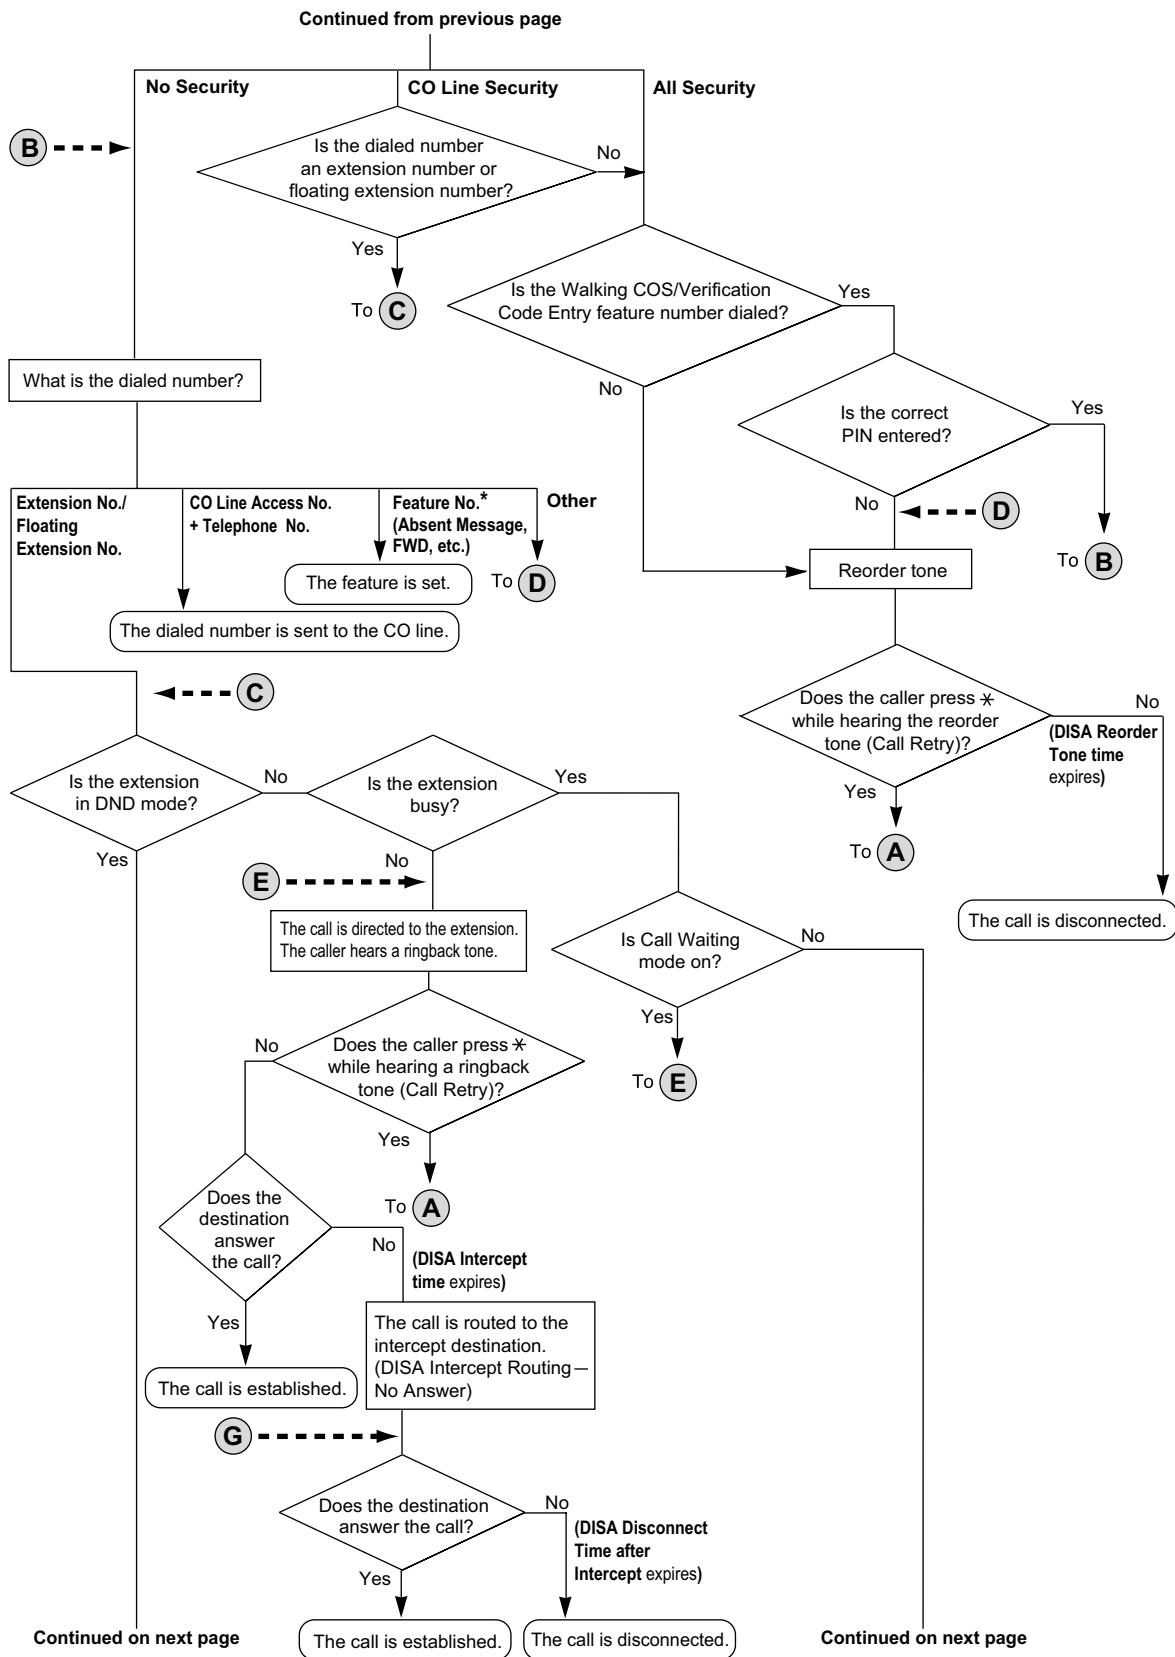 Continued from previous page
No Security
CO Line Security
All Security
B
Is the dialed number
an extension number or
floating extension number?
No
Yes
To C
Is the Walking COS/Verification
Code Entry feature number dialed?
Yes
No
What is the dialed number?
Is the correct
PIN entered?
Yes
No
D
To B
Extension No./
Floating
Extension No.
CO Line Access No.
+ Telephone No.
Feature No.*
(Absent Message,
FWD, etc.)
Other
The feature is set.
To D
The dialed number is sent to the CO line.
Reorder tone
C
Does the caller press *
while hearing the reorder
tone (Call Retry)?
No
(DISA Reorder
Tone time
expires)
Yes
To A
The call is disconnected.
Is the extension
in DND mode?
No
Yes
Is the extension
busy?
Yes
No
E
The call is directed to the extension.
The caller hears a ringback tone.
Is Call Waiting
mode on?
No
Yes
To E
Does the caller press *
while hearing a ringback
tone (Call Retry)?
No
Yes
To A
Does the
destination
answer
the call?
No
(DISA Intercept
time expires)
Yes
The call is established.
The call is routed to the
intercept destination.
(DISA Intercept Routing—
No Answer)
G
Does the destination
answer the call?
No
(DISA Disconnect
Time after
Intercept expires)
Yes
The call is established.
The call is disconnected.
Continued on next page
Continued on next page